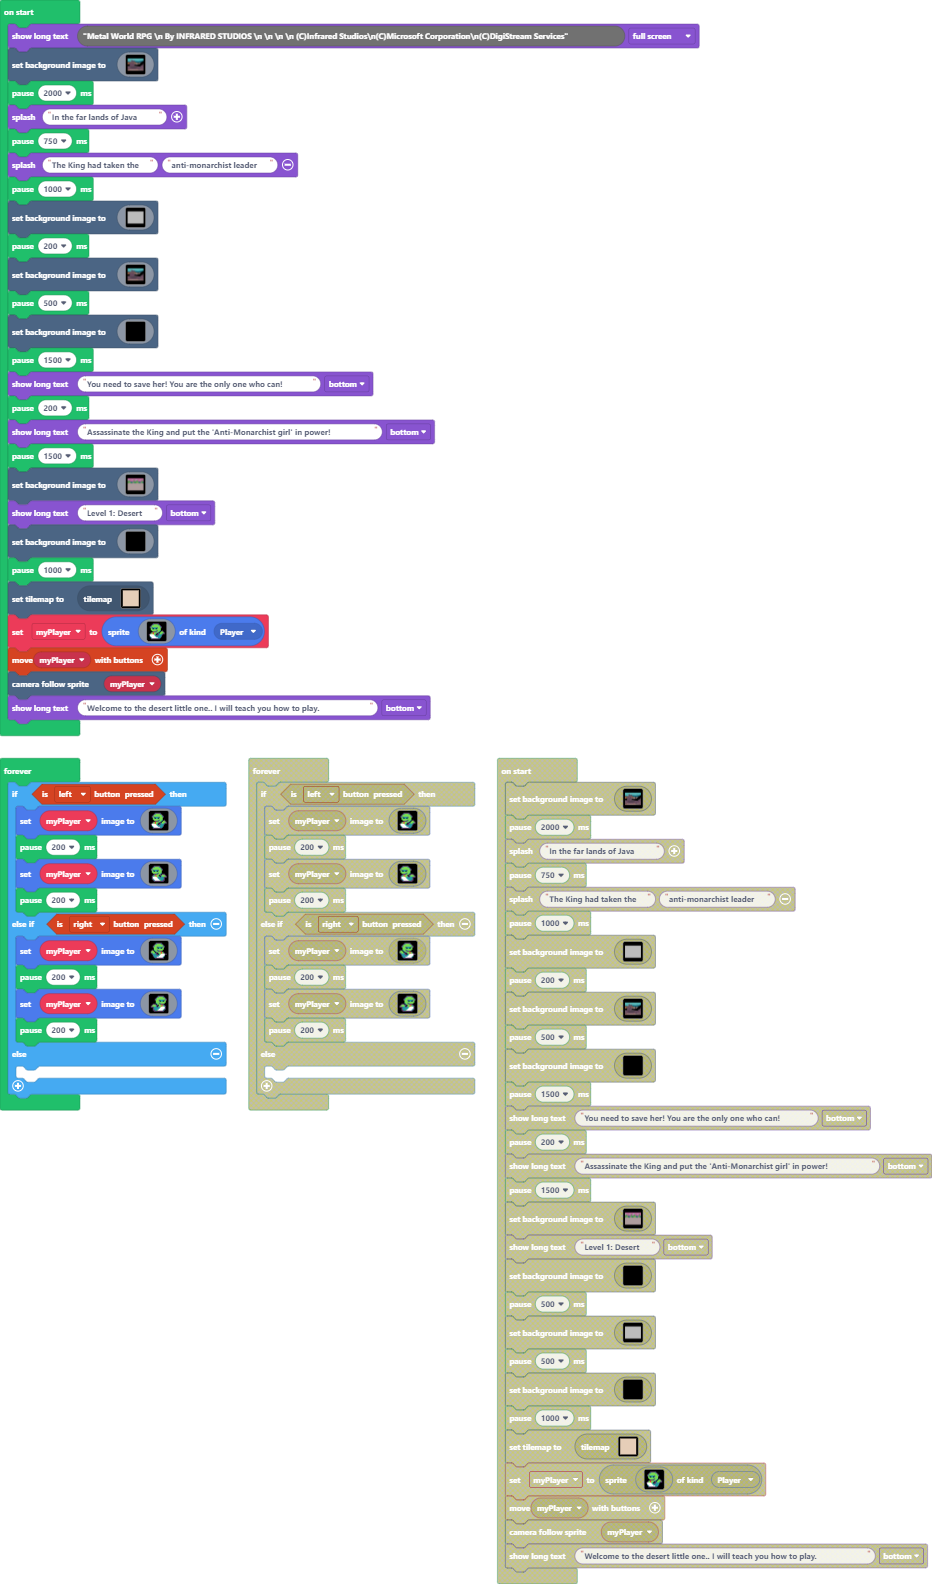 on start
show long text "Metal World RPG \n By INFRARED STUDIOS \n \n \n \n (C)Infrared Studios\n(C)Microsoft Corporation\n(C)DigiStream Services" full screen
set background image to
pause 2000 ms
splash "In the far lands of Java"
pause 750 ms
splash "The King had taken the" "anti-monarchist leader"
pause 1000 ms
set background image to
pause 200 ms
set background image to
pause 500 ms
set background image to
pause 1500 ms
show long text "You need to save her! You are the only one who can!" bottom
pause 200 ms
show long text "Assassinate the King and put the 'Anti-Monarchist girl' in power!" bottom
pause 1500 ms
set background image to
show long text "Level 1: Desert" bottom
set background image to
pause 1000 ms
set tilemap to tilemap
set myPlayer to sprite of kind Player
move myPlayer with buttons
camera follow sprite myPlayer
show long text "Welcome to the desert little one.. I will teach you how to play." bottom
forever
if is left button pressed then
set myPlayer image to
pause 200 ms
set myPlayer image to
pause 200 ms
else if is right button pressed then
set myPlayer image to
pause 200 ms
set myPlayer image to
pause 200 ms
else
forever
if is left button pressed then
set myPlayer image to
pause 200 ms
set myPlayer image to
pause 200 ms
else if is right button pressed then
set myPlayer image to
pause 200 ms
set myPlayer image to
pause 200 ms
else
on start
set background image to
pause 2000 ms
splash "In the far lands of Java"
pause 750 ms
splash "The King had taken the" "anti-monarchist leader"
pause 1000 ms
set background image to
pause 200 ms
set background image to
pause 500 ms
set background image to
pause 1500 ms
show long text "You need to save her! You are the only one who can!" bottom
pause 200 ms
show long text "Assassinate the King and put the 'Anti-Monarchist girl' in power!" bottom
pause 1500 ms
set background image to
show long text "Level 1: Desert" bottom
set background image to
pause 500 ms
set background image to
pause 500 ms
set background image to
pause 1000 ms
set tilemap to tilemap
set myPlayer to sprite of kind Player
move myPlayer with buttons
camera follow sprite myPlayer
show long text "Welcome to the desert little one.. I will teach you how to play." bottom